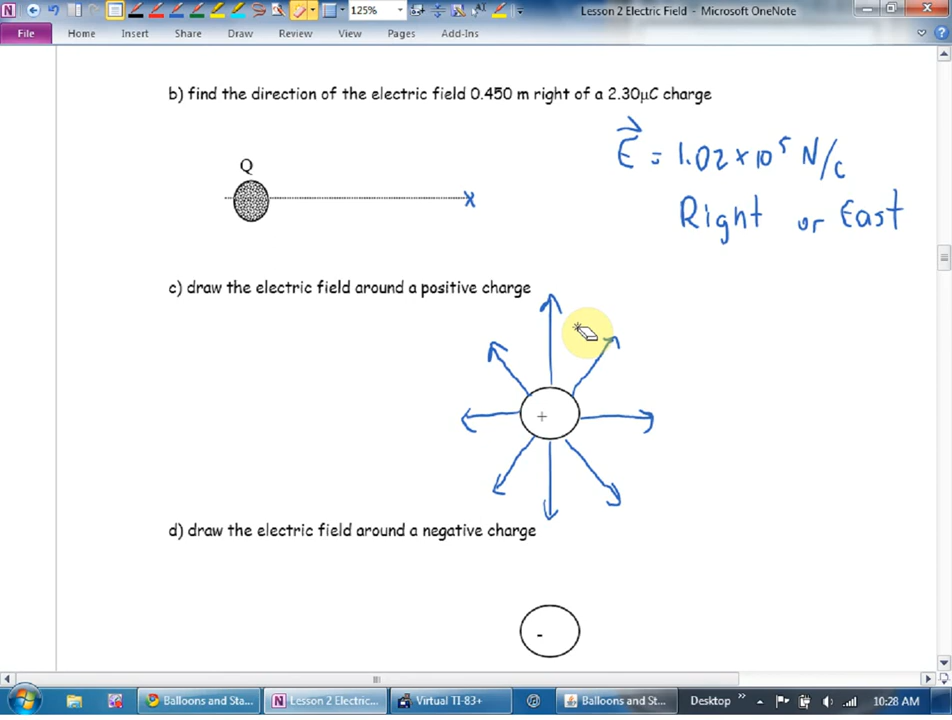 Lesson 2 Electric Field - Microsoft OneNote
125%
File Home Insert Share Draw Review View Pages Add-Ins
b) find the direction of the electric field 0.450 m right of a 2.30μC charge
E⃗ = 1.02 × 10⁵ N/C
Q
x
Right or East
c) draw the electric field around a positive charge
+
d) draw the electric field around a negative charge
-
Balloons and Sta... Lesson 2 Electric... Virtual TI-83+ Balloons and St... Desktop » 10:28 AM